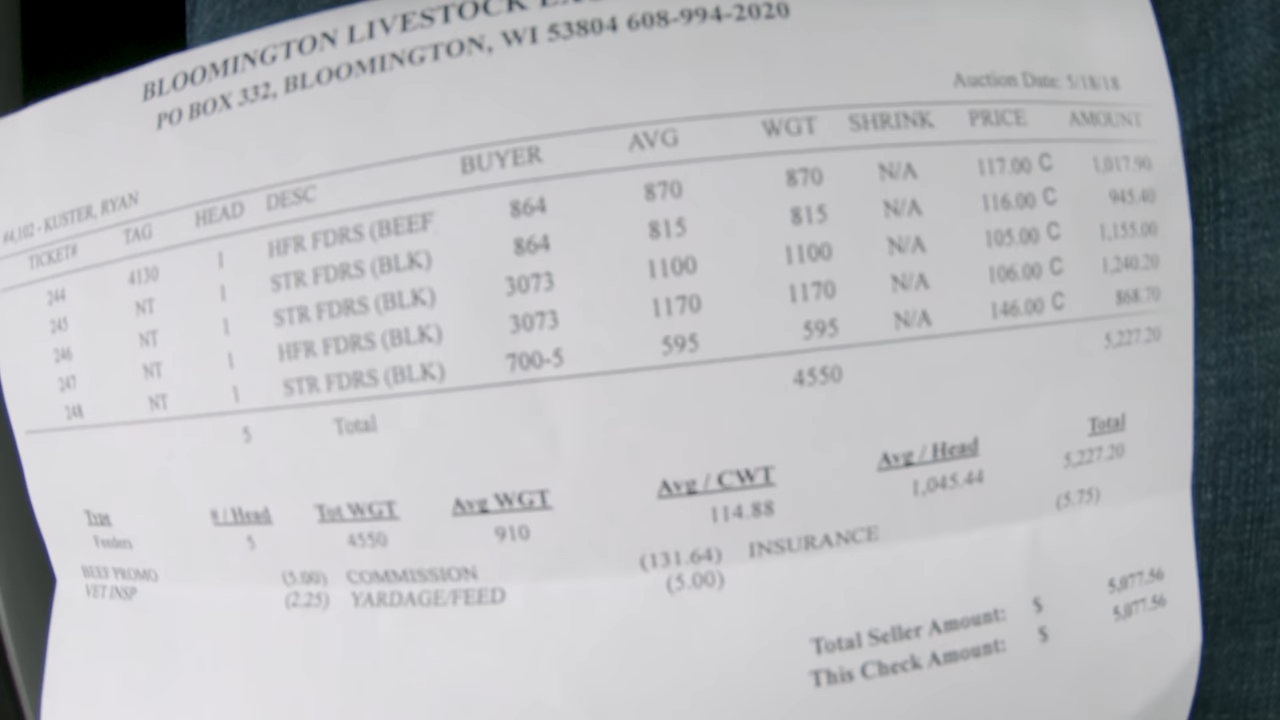 BLOOMINGTON LIVESTOCK
PO BOX 332, BLOOMINGTON, WI 53804 608-994-2020
Auction Date: 5/18/18
#4,102 - KUSTER, RYAN
TICKET# TAG HEAD DESC BUYER AVG WGT SHRINK PRICE AMOUNT
244 4130 1 HFR FDRS (BEEF 864 870 870 N/A 117.00 C 1,017.90
245 NT 1 STR FDRS (BLK) 864 815 815 N/A 116.00 C 945.40
246 NT 1 STR FDRS (BLK) 3073 1100 1100 N/A 105.00 C 1,155.00
247 NT 1 HFR FDRS (BLK) 3073 1170 1170 N/A 106.00 C 1,240.20
248 NT 1 STR FDRS (BLK) 700-5 595 595 N/A 146.00 C 868.70
5 Total 4550 5,227.20
Type # / Head Tot WGT Avg WGT Avg / CWT Avg / Head Total
Feeders 5 4550 910 114.88 1,045.44 5,227.20
BEEF PROMO (5.00) COMMISSION (131.64) INSURANCE (5.75)
VET INSP (2.25) YARDAGE/FEED (5.00)
Total Seller Amount: $ 5,077.56
This Check Amount: $ 5,077.56